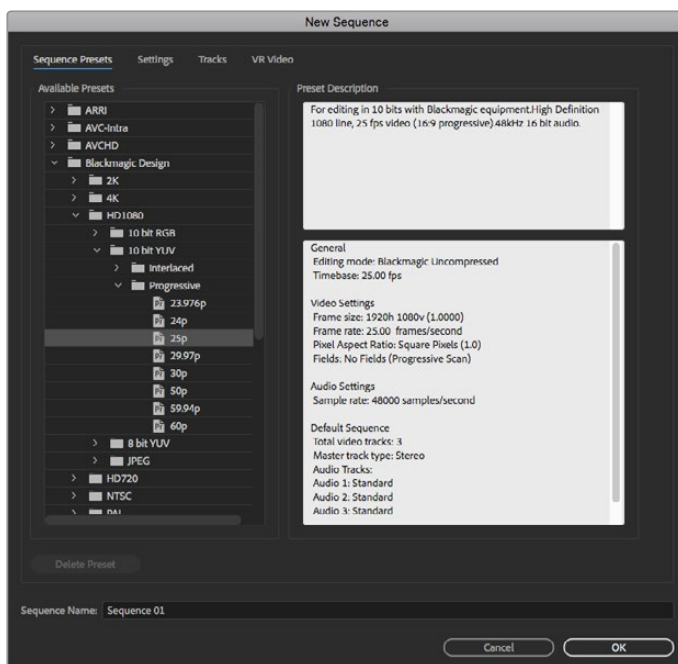 New Sequence
Sequence Presets Settings Tracks VR Video
Available Presets
ARRI
AVC-Intra
AVCHD
Blackmagic Design
2K
4K
HD1080
10 bit RGB
10 bit YUV
Interlaced
Progressive
23.976p
24p
25p
29.97p
30p
50p
59.94p
60p
8 bit YUV
JPEG
HD720
NTSC
PAL
Delete Preset
Preset Description
For editing in 10 bits with Blackmagic equipment.High Definition
1080 line, 25 fps video (16:9 progressive) 48kHz 16 bit audio.
General
Editing mode: Blackmagic Uncompressed
Timebase: 25.00 fps
Video Settings
Frame size: 1920h 1080v (1.0000)
Frame rate: 25.00 frames/second
Pixel Aspect Ratio: Square Pixels (1.0)
Fields: No Fields (Progressive Scan)
Audio Settings
Sample rate: 48000 samples/second
Default Sequence
Total video tracks: 3
Master track type: Stereo
Audio Tracks:
Audio 1: Standard
Audio 2: Standard
Audio 3: Standard
Sequence Name: Sequence 01
Cancel OK